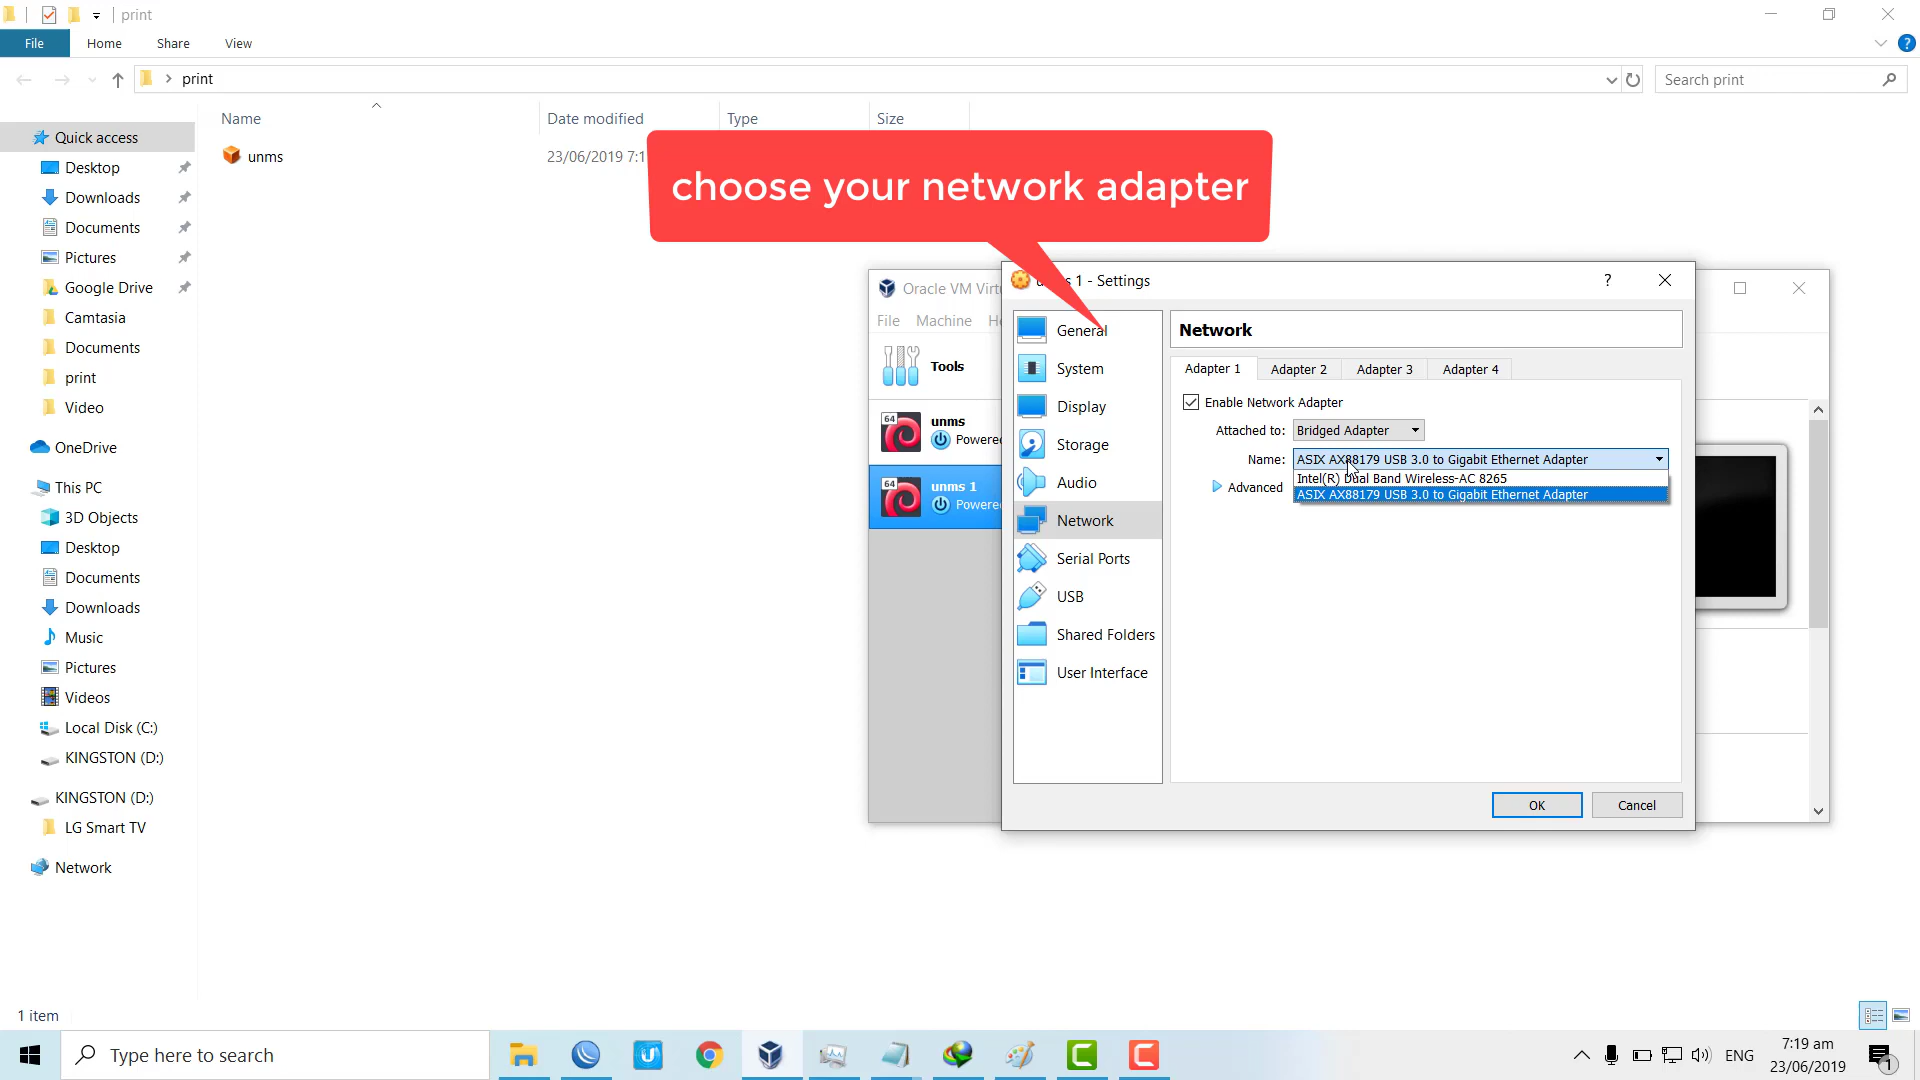 print
File
Home
Share
View
print
Search print
Name
Date modified
Type
Size
unms
23/06/2019 7:1
choose your network adapter
Quick access
Desktop
Downloads
Documents
Pictures
Google Drive
Camtasia
Documents
print
Video
OneDrive
This PC
3D Objects
Desktop
Documents
Downloads
Music
Pictures
Videos
Local Disk (C:)
KINGSTON (D:)
KINGSTON (D:)
LG Smart TV
Network
1 item
Oracle VM Virtu
File
Machine
He
Tools
64
unms
Powered
64
unms 1
Powered
1 - Settings
?
General
System
Display
Storage
Audio
Network
Serial Ports
USB
Shared Folders
User Interface
Network
Adapter 1
Adapter 2
Adapter 3
Adapter 4
Enable Network Adapter
Attached to:
Bridged Adapter
Name:
ASIX AX88179 USB 3.0 to Gigabit Ethernet Adapter
Intel(R) Dual Band Wireless-AC 8265
ASIX AX88179 USB 3.0 to Gigabit Ethernet Adapter
Advanced
OK
Cancel
Type here to search
ENG
7:19 am
23/06/2019
1